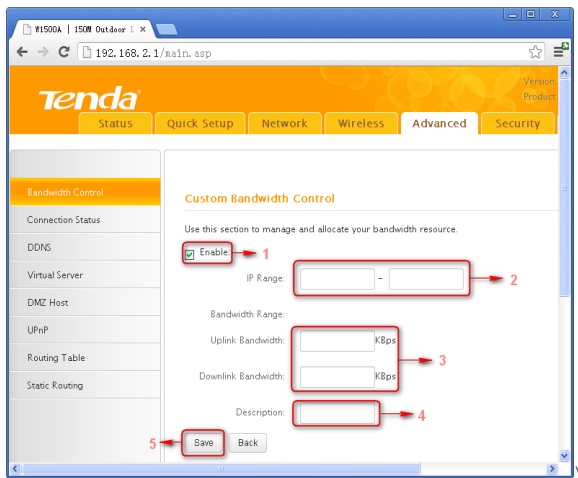 W1500A | 150M Outdoor I
192.168.2.1/main.asp
Version
Product
Tenda
Status
Quick Setup
Network
Wireless
Advanced
Security
Bandwidth Control
Connection Status
DDNS
Virtual Server
DMZ Host
UPnP
Routing Table
Static Routing
Custom Bandwidth Control
Use this section to manage and allocate your bandwidth resource.
Enable: 1
IP Range: - 2
Bandwidth Range:
Uplink Bandwidth: KBps
3
Downlink Bandwidth: KBps
Description: 4
5 Save Back